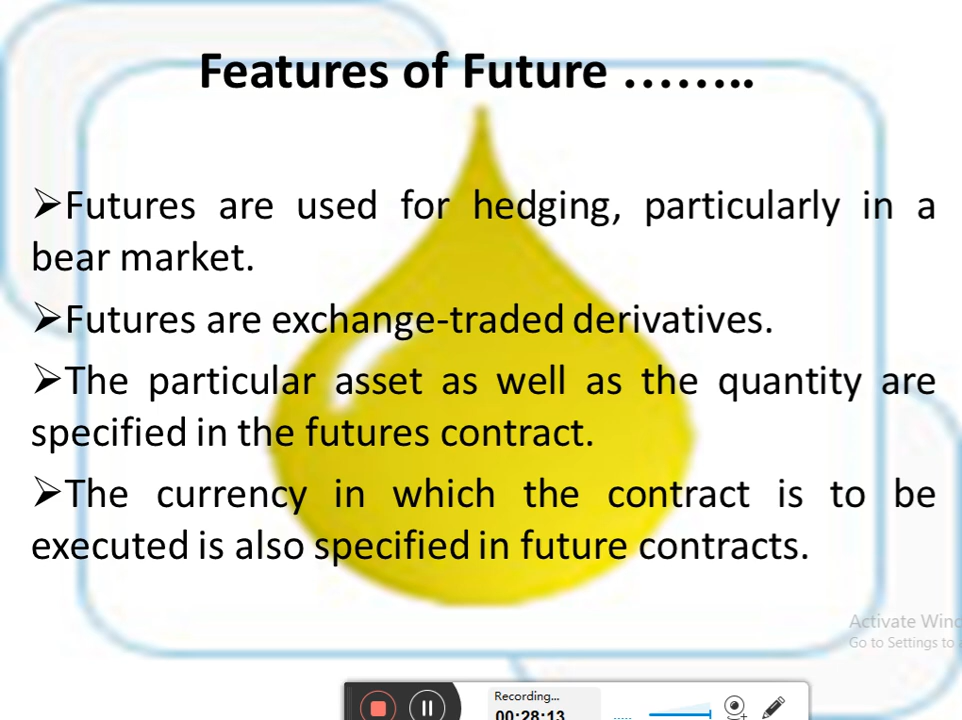 Features of Future ……..
➢Futures are used for hedging, particularly in a
bear market.
➢Futures are exchange-traded derivatives.
➢The particular asset as well as the quantity are
specified in the futures contract.
➢The currency in which the contract is to be
executed is also specified in future contracts.
Activate Wind
Go to Settings to a
Recording...
00:28:13